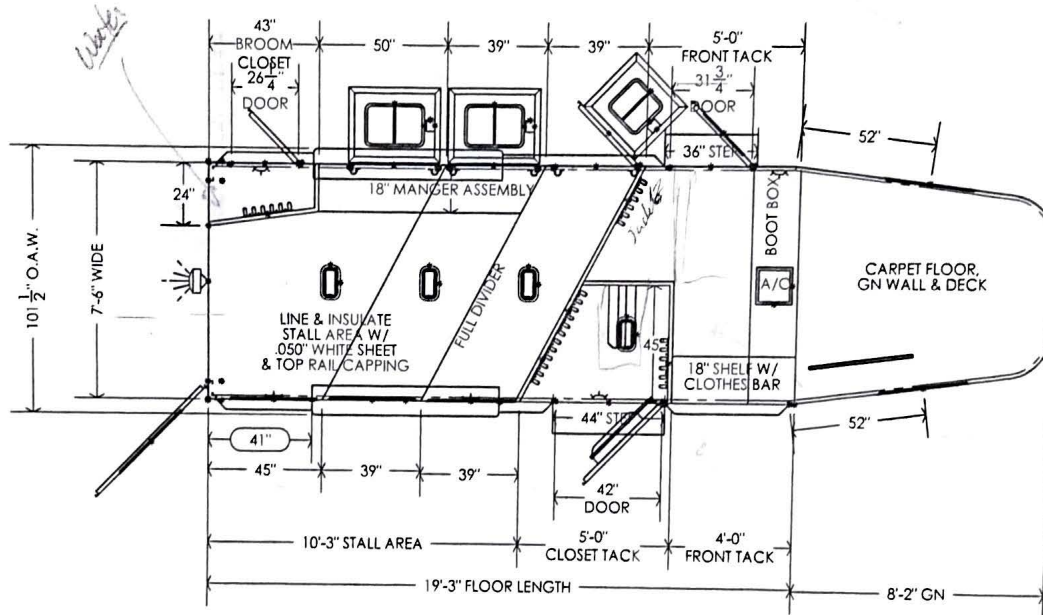 Water
43"
BROOM
CLOSET
26 1/4"
DOOR
50"
39"
39"
5'-0"
FRONT TACK
31 3/4"
DOOR
36" STEP
52"
18" MANGER ASSEMBLY
24"
101 1/2" O.A.W.
7'-6" WIDE
BOOT BOX
A/C
CARPET FLOOR,
GN WALL & DECK
FULL DIVIDER
LINE & INSULATE
STALL AREA W/
.050" WHITE SHEET
& TOP RAIL CAPPING
45"
18" SHELF W/
CLOTHES BAR
44" STEP
52"
41"
45"
39"
39"
42"
DOOR
10'-3" STALL AREA
5'-0"
CLOSET TACK
4'-0"
FRONT TACK
19'-3" FLOOR LENGTH
8'-2" GN